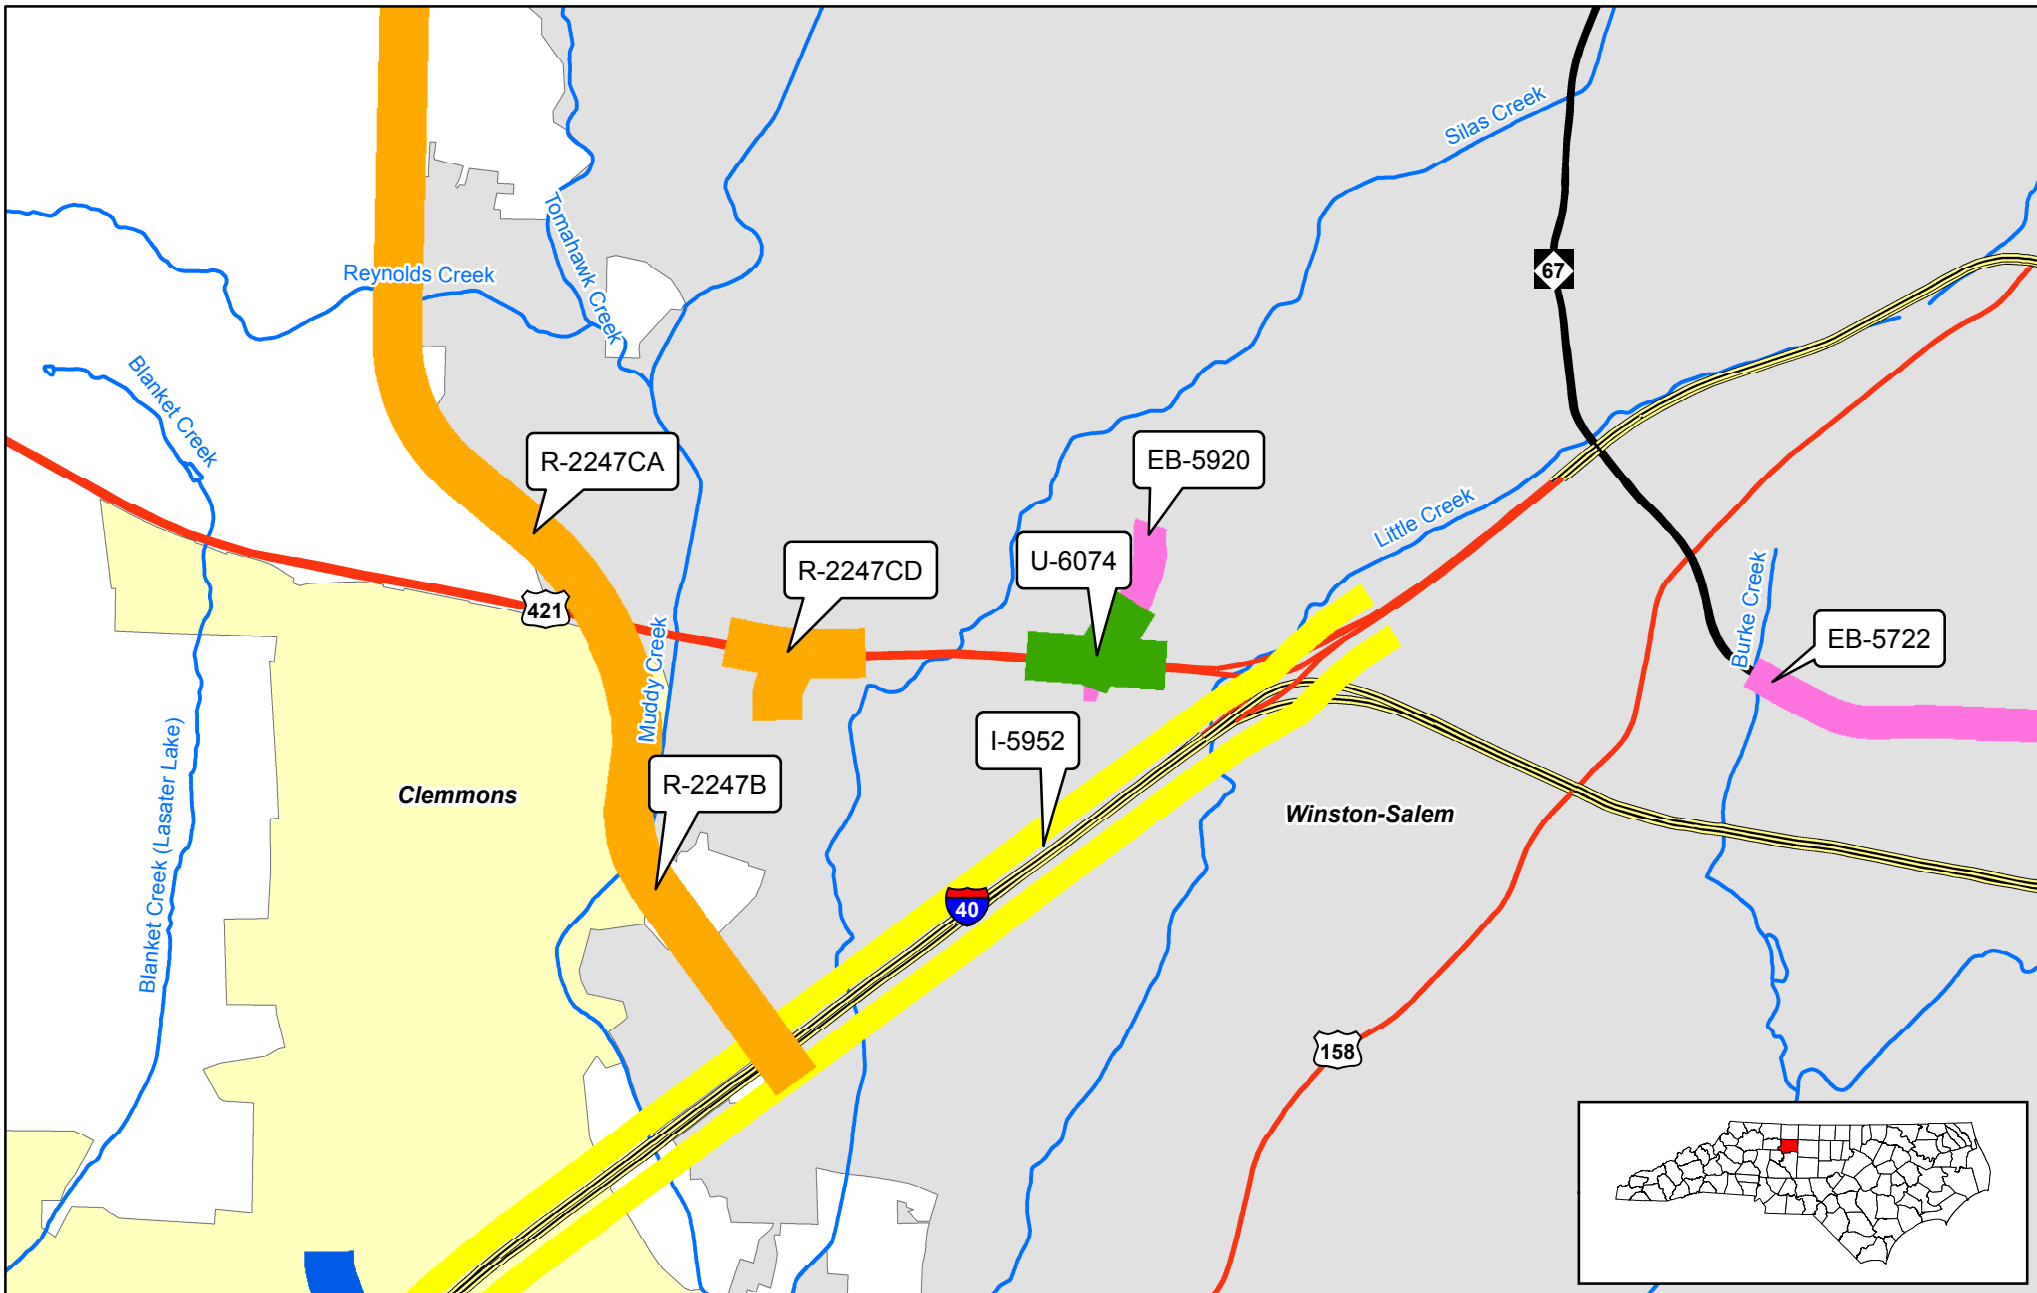 Silas Creek
Tomahawk Creek
67
Reynolds Creek
Blanket Creek
R-2247CA
EB-5920
Little Creek
R-2247CD
U-6074
421
Muddy Creek
Burke Creek
EB-5722
I-5952
R-2247B
Clemmons
Winston-Salem
Blanket Creek (Lasater Lake)
40
158